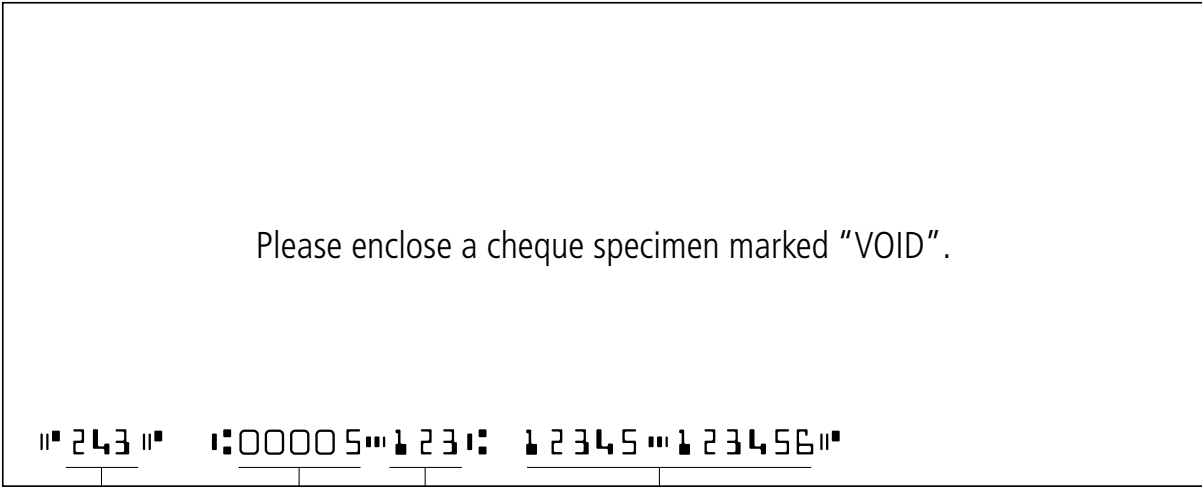 Please enclose a cheque specimen marked “VOID”.
⑈243⑈ ⑆00005⑉123⑆ 12345⑉123456⑈